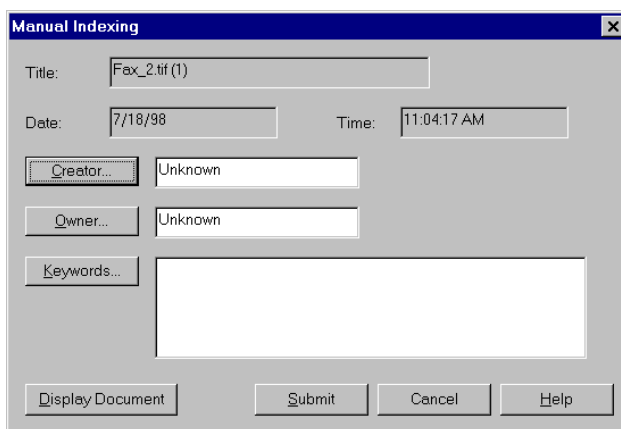 Manual Indexing
Title: Fax_2.tif (1)
Date: 7/18/98 Time: 11:04:17 AM
Creator... Unknown
Owner... Unknown
Keywords...
Display Document Submit Cancel Help